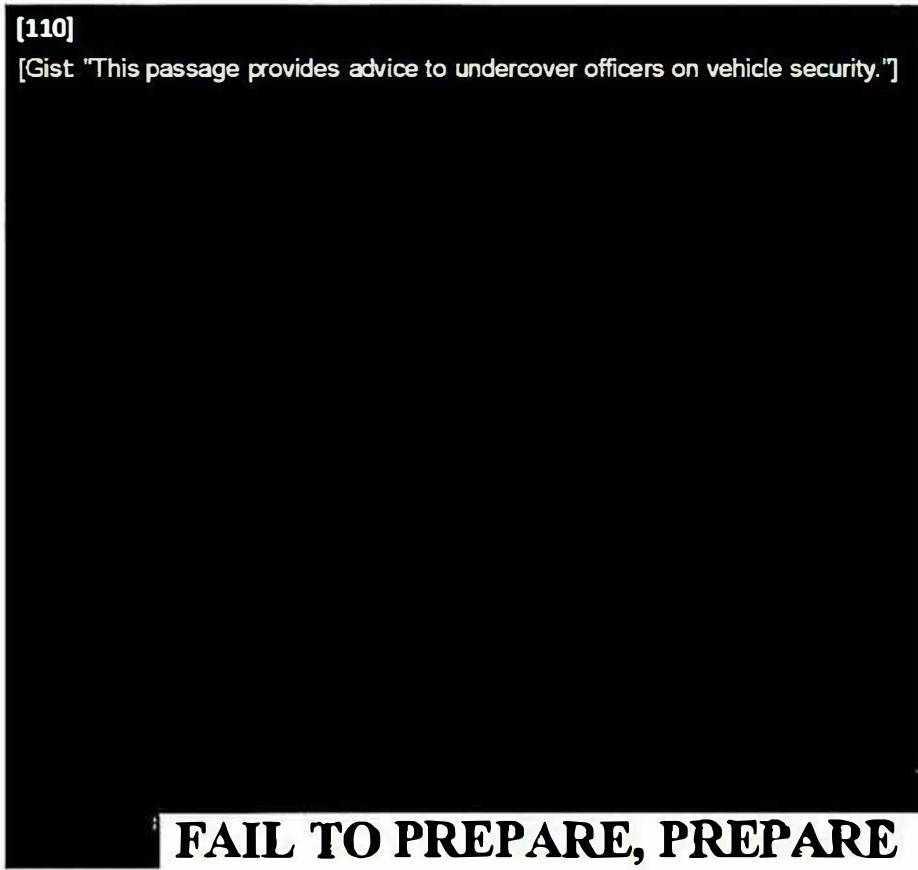 [110]
[Gist "This passage provides advice to undercover officers on vehicle security."]
FAIL TO PREPARE, PREPARE